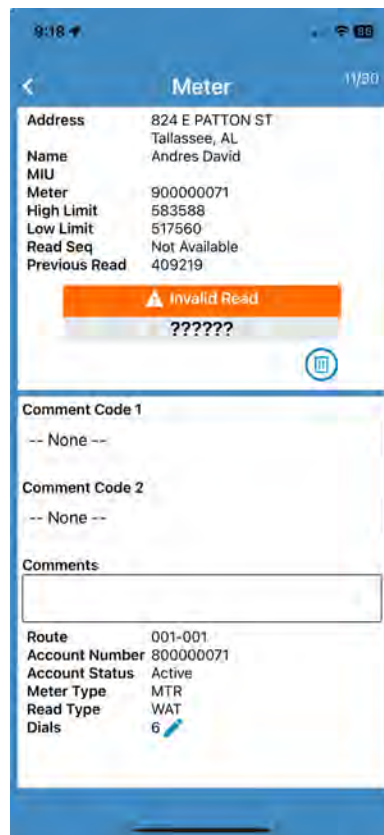 9:18
Meter
11/30
Address 824 E PATTON ST
Tallassee, AL
Name Andres David
MIU
Meter 900000071
High Limit 583588
Low Limit 517560
Read Seq Not Available
Previous Read 409219
Invalid Read
??????
Comment Code 1
-- None --
Comment Code 2
-- None --
Comments
Route 001-001
Account Number 800000071
Account Status Active
Meter Type MTR
Read Type WAT
Dials 6